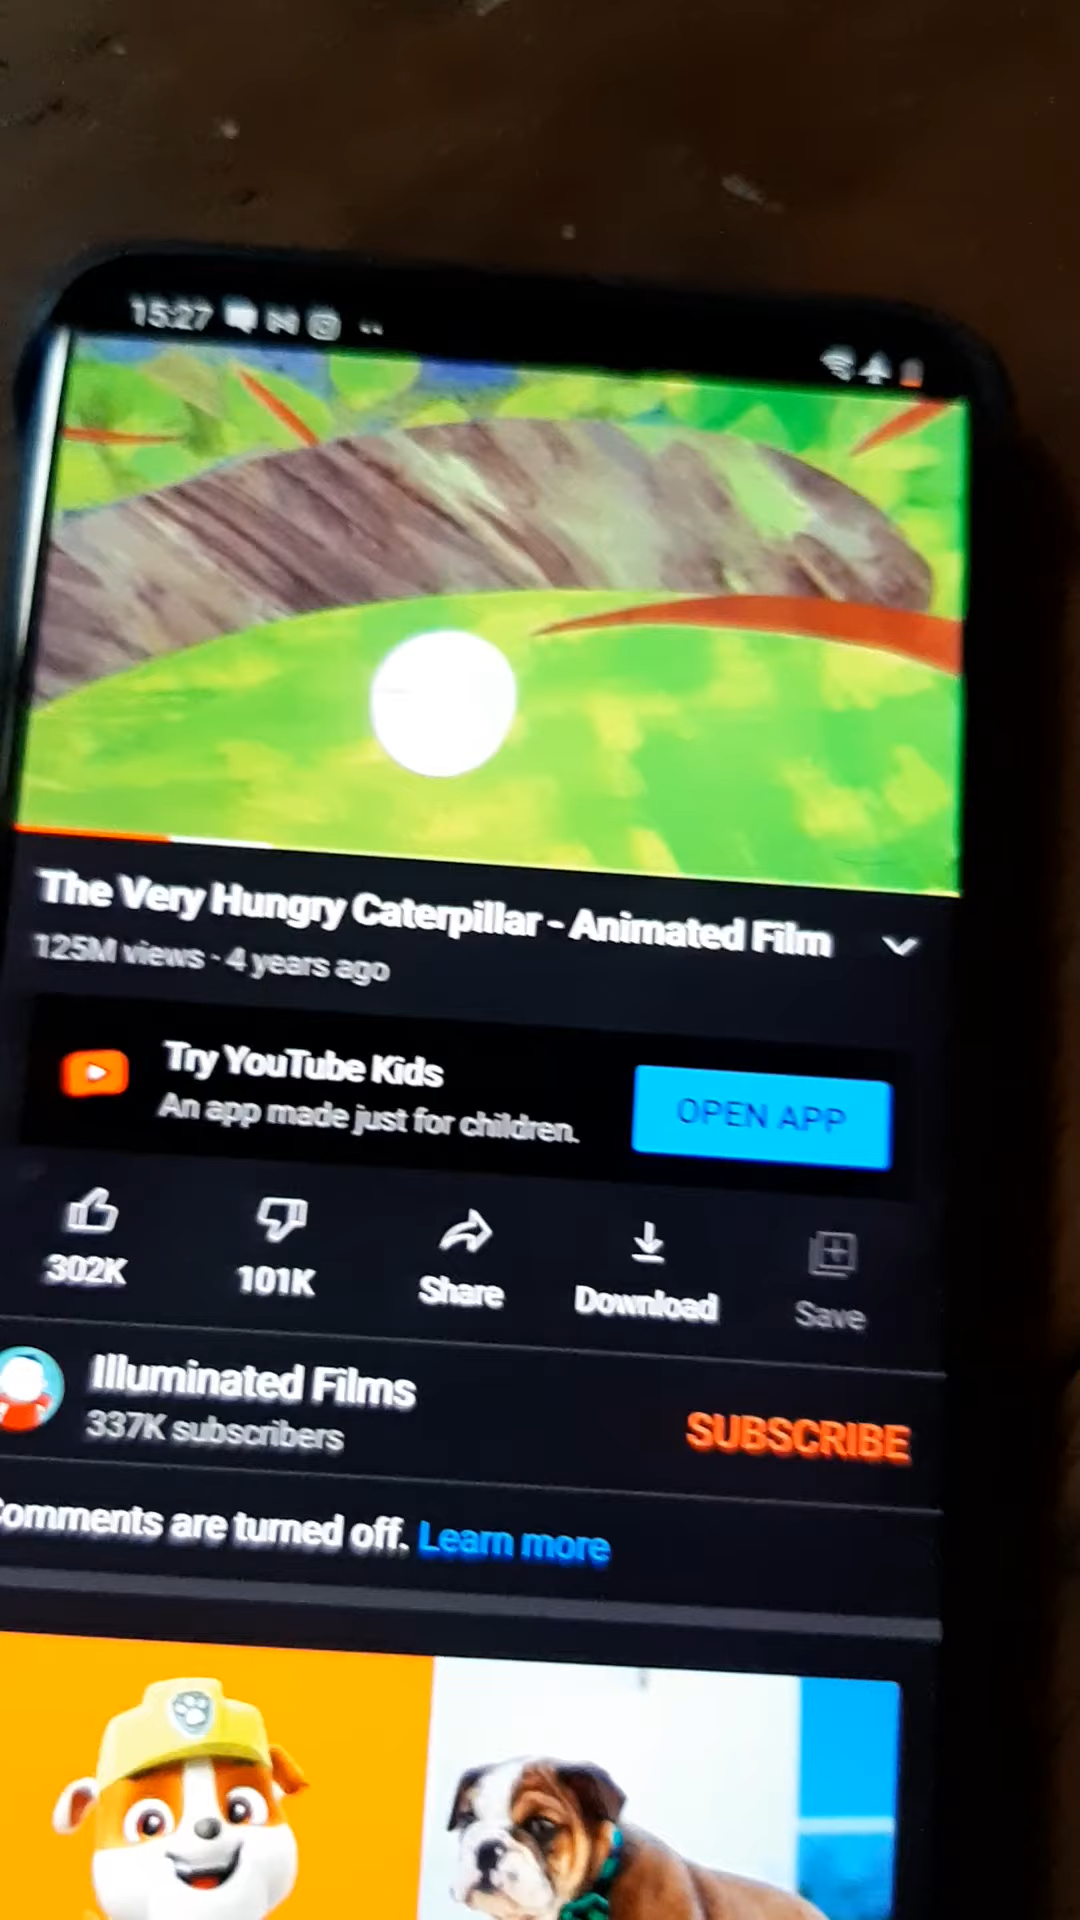 15:27
The Very Hungry Caterpillar - Animated Film
125M views · 4 years ago
Try YouTube Kids
An app made just for children.
OPEN APP
302K
101K
Share
Download
Save
Illuminated Films
337K subscribers
SUBSCRIBE
omments are turned off. Learn more